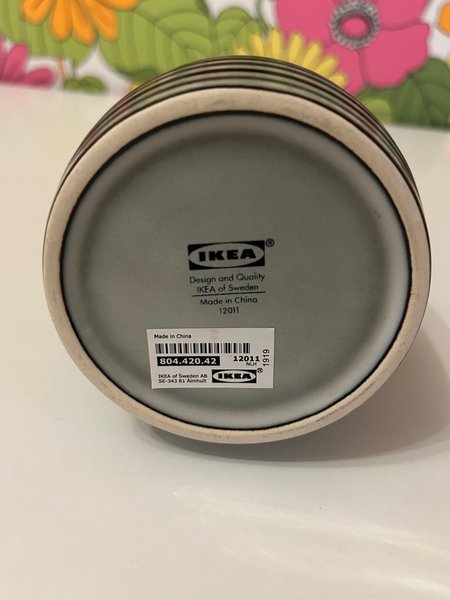 IKEA®
Design and Quality
IKEA of Sweden
Made in China
12011
Made in China
804.420.42 12011
NLH
1919
IKEA of Sweden AB
SE-343 81 Älmhult
IKEA®